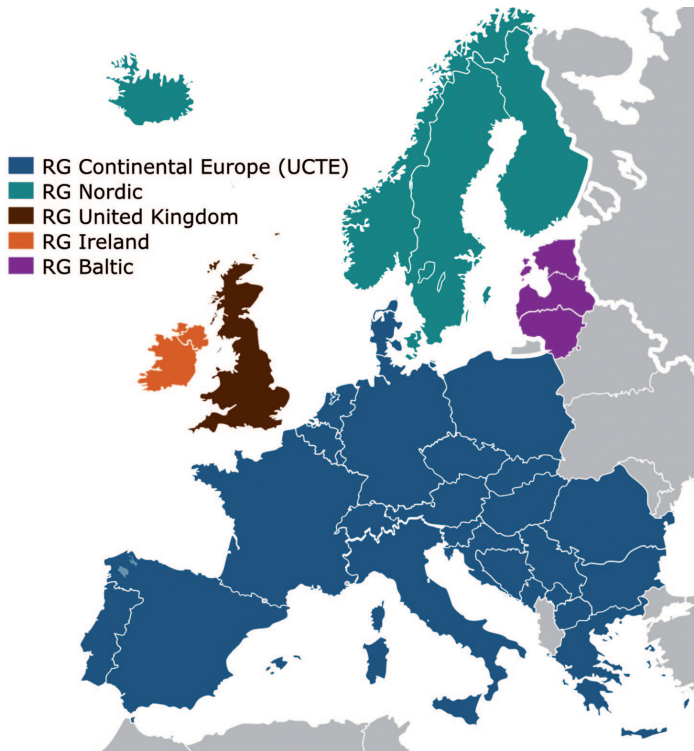 RG Continental Europe (UCTE)
RG Nordic
RG United Kingdom
RG Ireland
RG Baltic